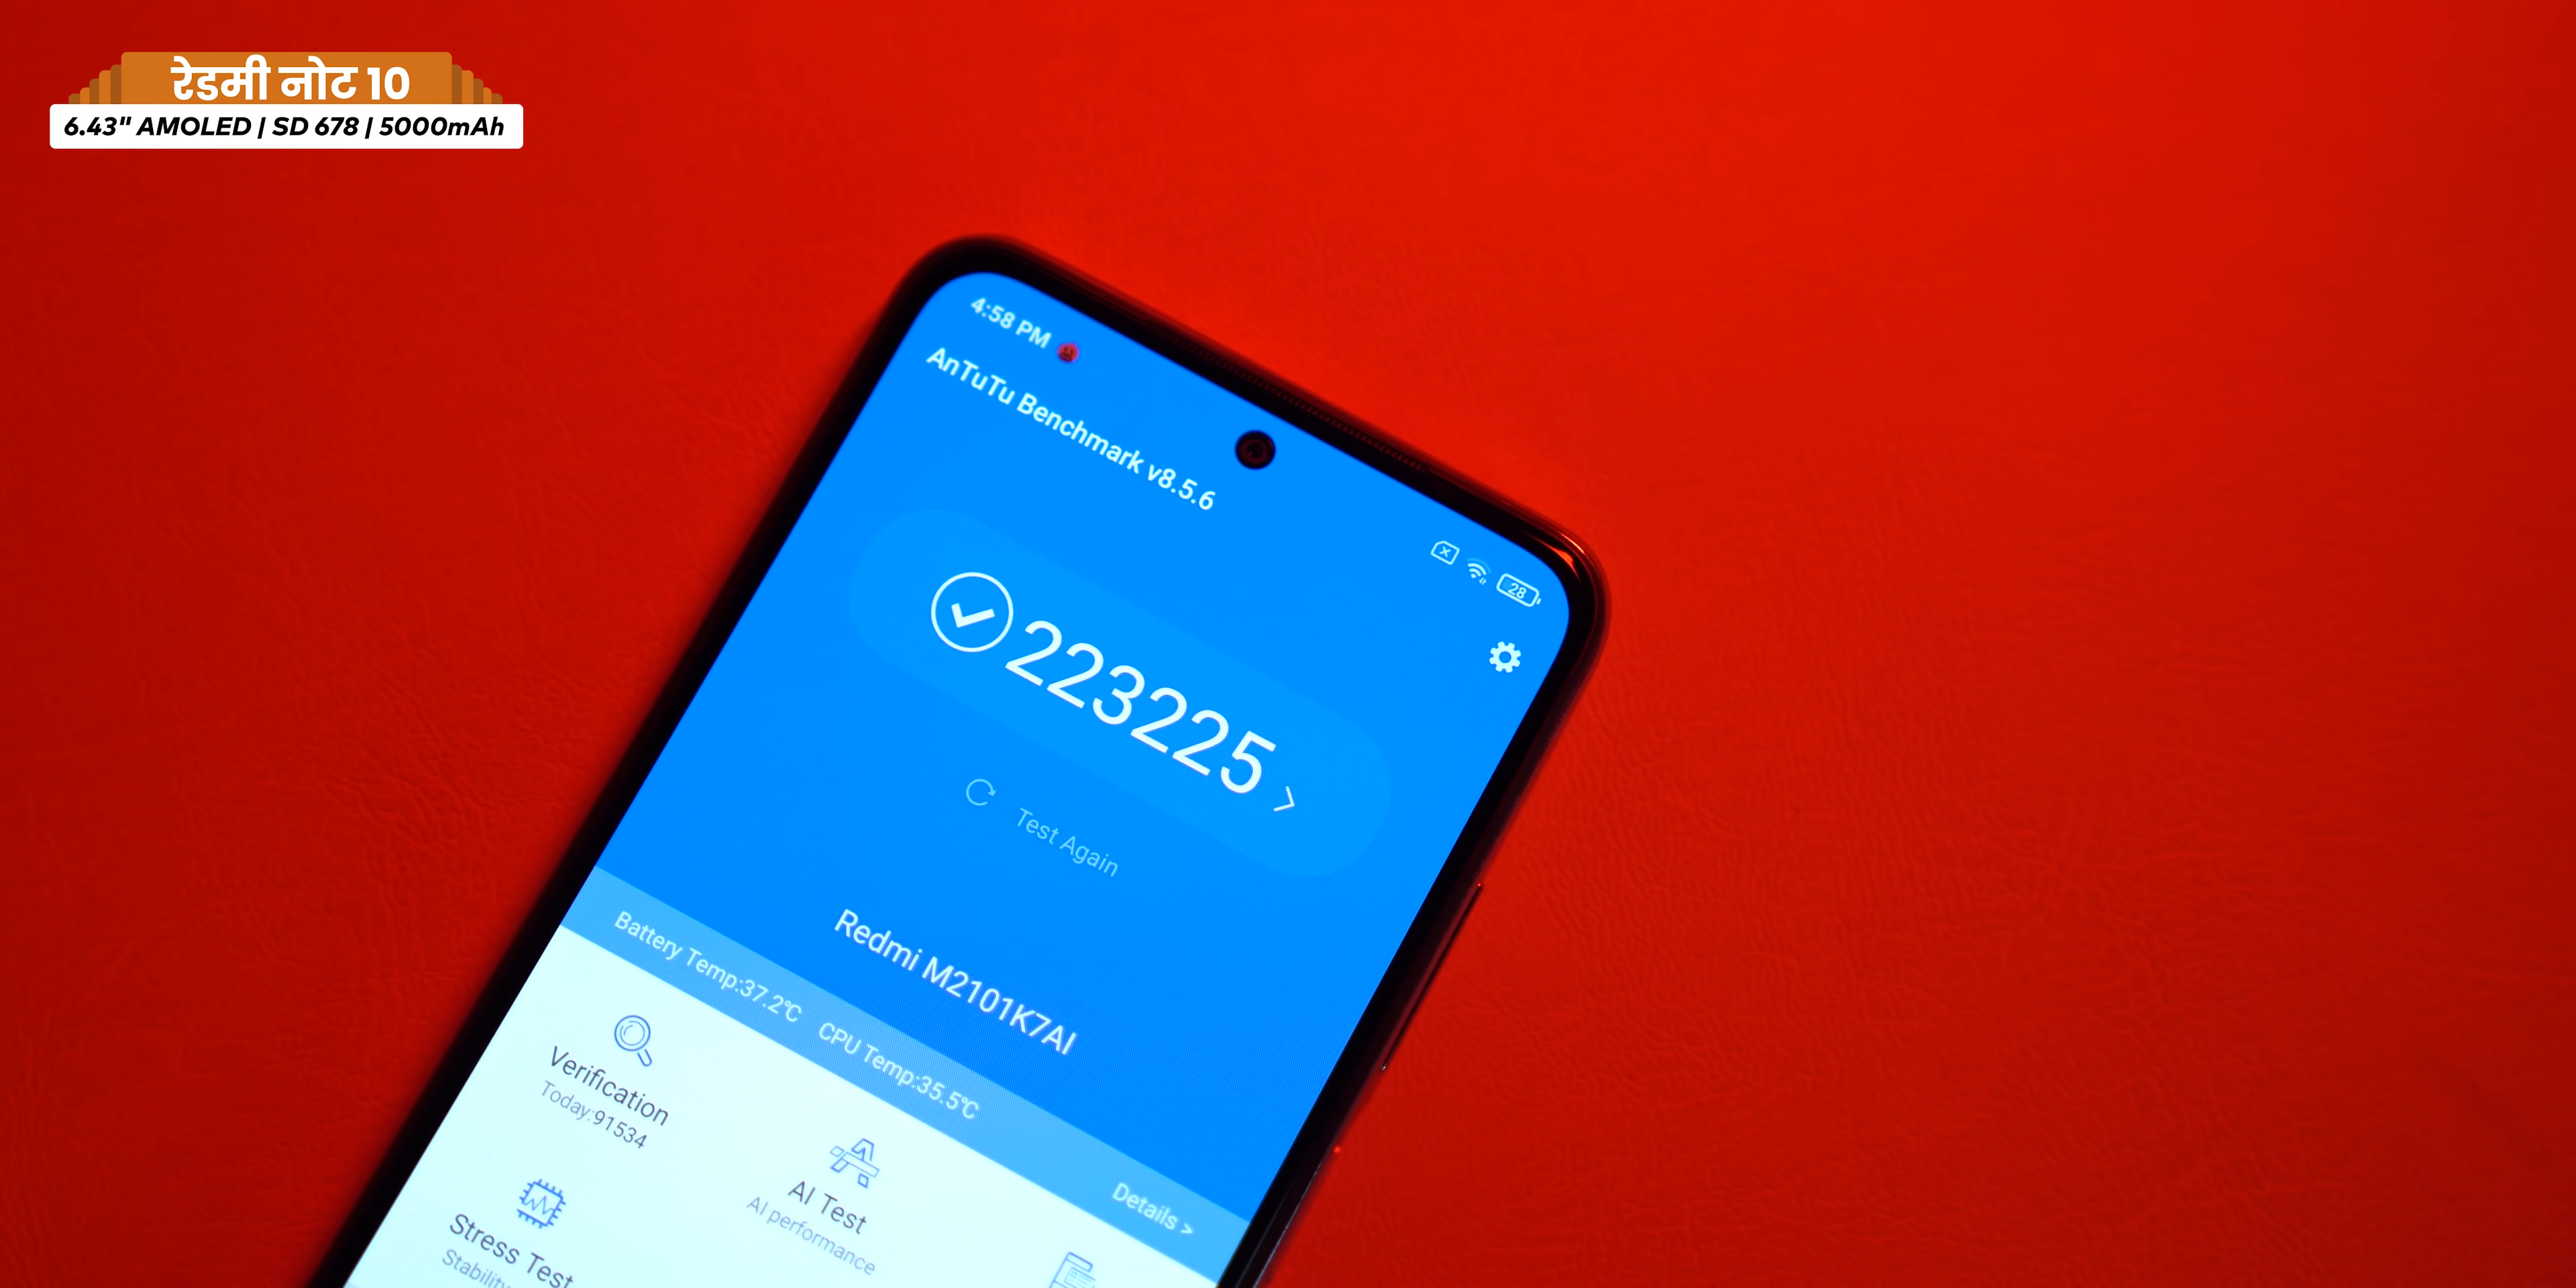 रेडमी नोट 10
6.43" AMOLED | SD 678 | 5000mAh
4:58 PM
28
AnTuTu Benchmark v8.5.6
223225 >
Test Again
Redmi M2101K7AI
Battery Temp:37.2℃ CPU Temp:35.5℃
Details >
Verification
Today:91534
AI Test
AI performance
Stress Test
Stability